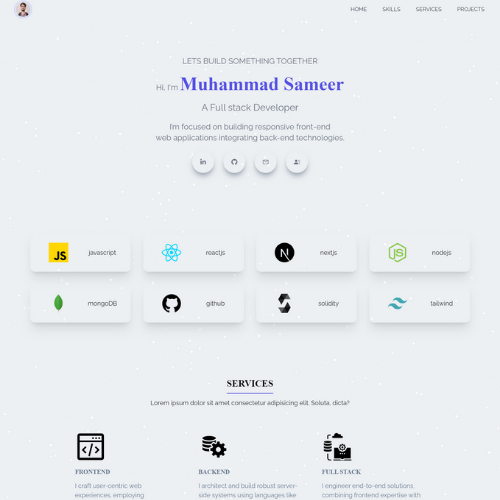 HOME SKILLS SERVICES PROJECTS
LETS BUILD SOMETHING TOGETHER
Hi, I'm Muhammad Sameer
A Full stack Developer
I'm focused on building responsive front-end
web applications integrating back-end technologies.
in
JS javascript reactjs N nextjs JS nodejs
mongoDB github solidity tailwind
SERVICES
Lorem ipsum dolor sit amet consectetur adipisicing elit. Soluta, dicta?
FRONTEND BACKEND FULL STACK
I craft user-centric web I architect and build robust server- I engineer end-to-end solutions,
experiences, employing side systems using languages like combining frontend expertise with